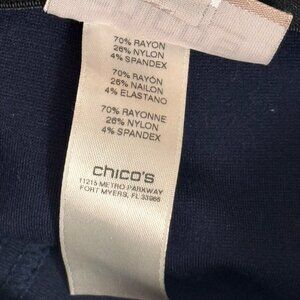 70% RAYON
26% NYLON
4% SPANDEX
70% RAYÓN
26% NAILON
4% ELASTANO
70% RAYONNE
26% NYLON
4% SPANDEX
chico's
11215 METRO PARKWAY
FORT MYERS, FL 33966